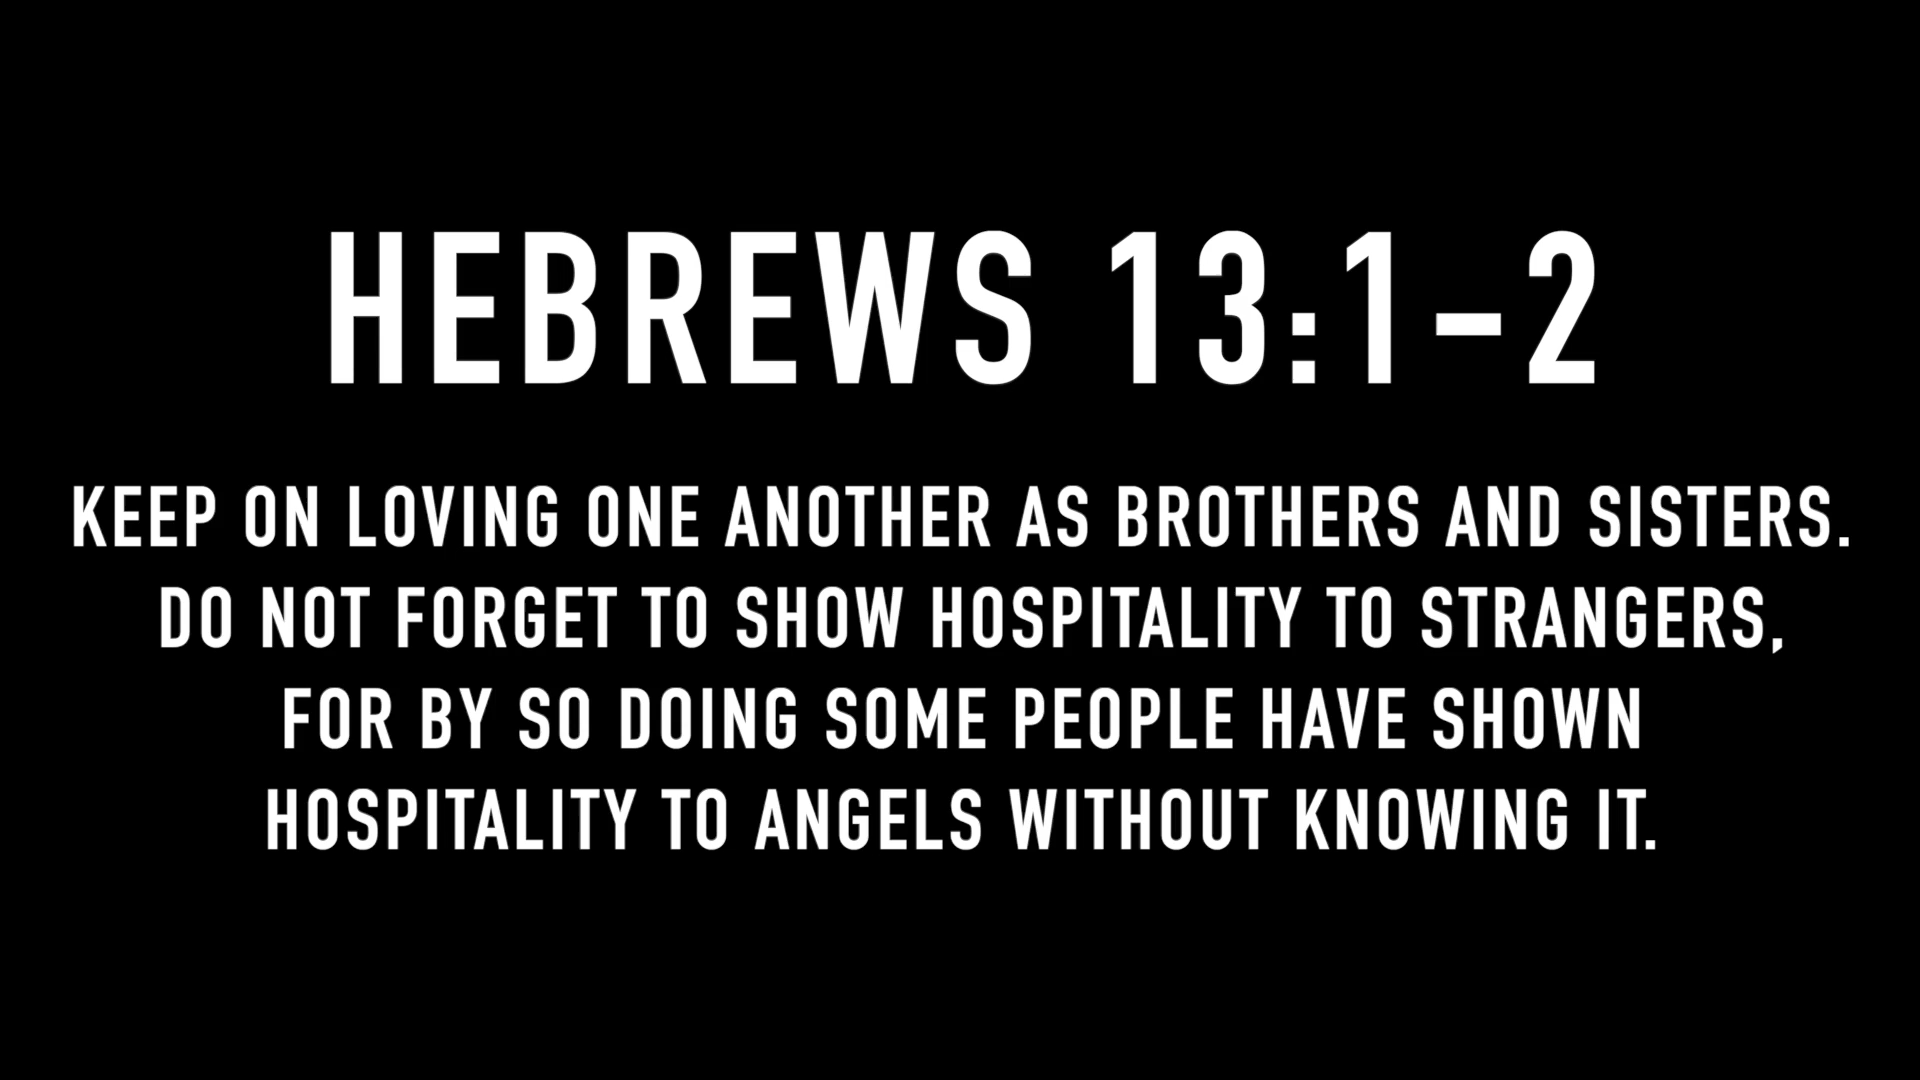 HEBREWS 13:1-2
KEEP ON LOVING ONE ANOTHER AS BROTHERS AND SISTERS.
DO NOT FORGET TO SHOW HOSPITALITY TO STRANGERS,
FOR BY SO DOING SOME PEOPLE HAVE SHOWN
HOSPITALITY TO ANGELS WITHOUT KNOWING IT.